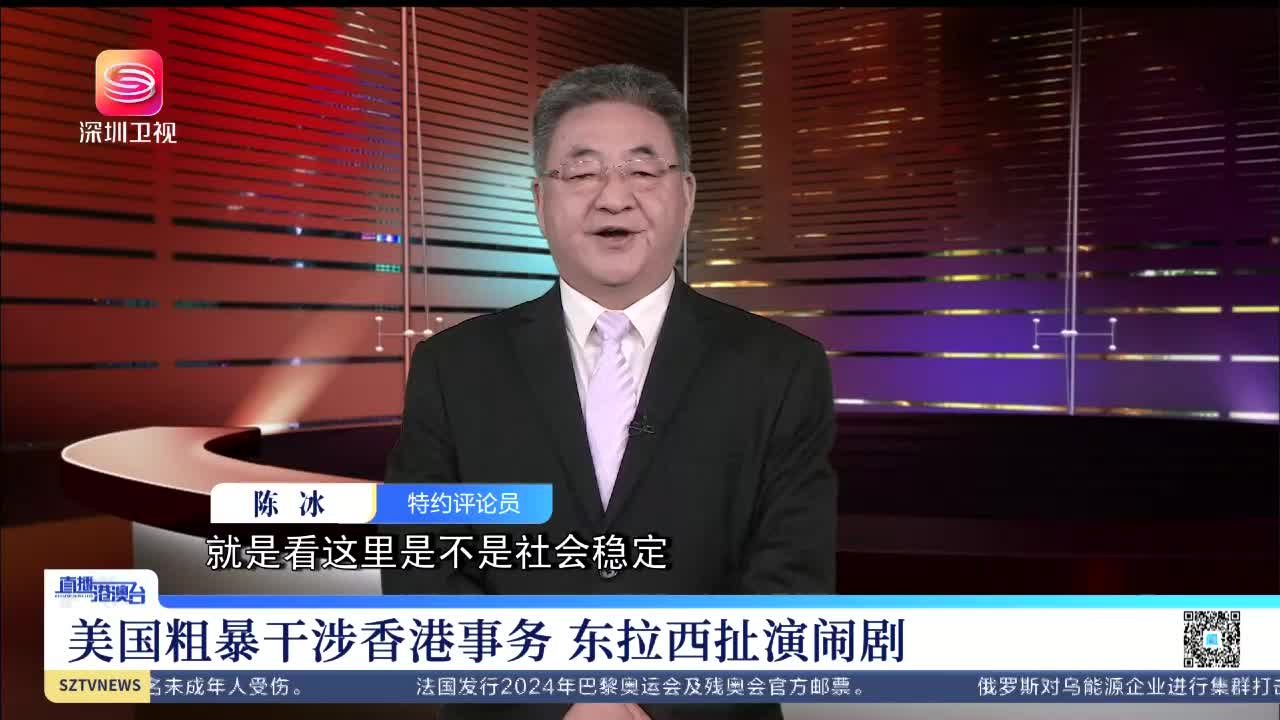 深圳卫视
陈 冰
特约评论员
就是看这里是不是社会稳定
直播港澳台
美国粗暴干涉香港事务 东拉西扯演闹剧
SZTVNEWS
名未成年人受伤。
法国发行2024年巴黎奥运会及残奥会官方邮票。
俄罗斯对乌能源企业进行集群打击